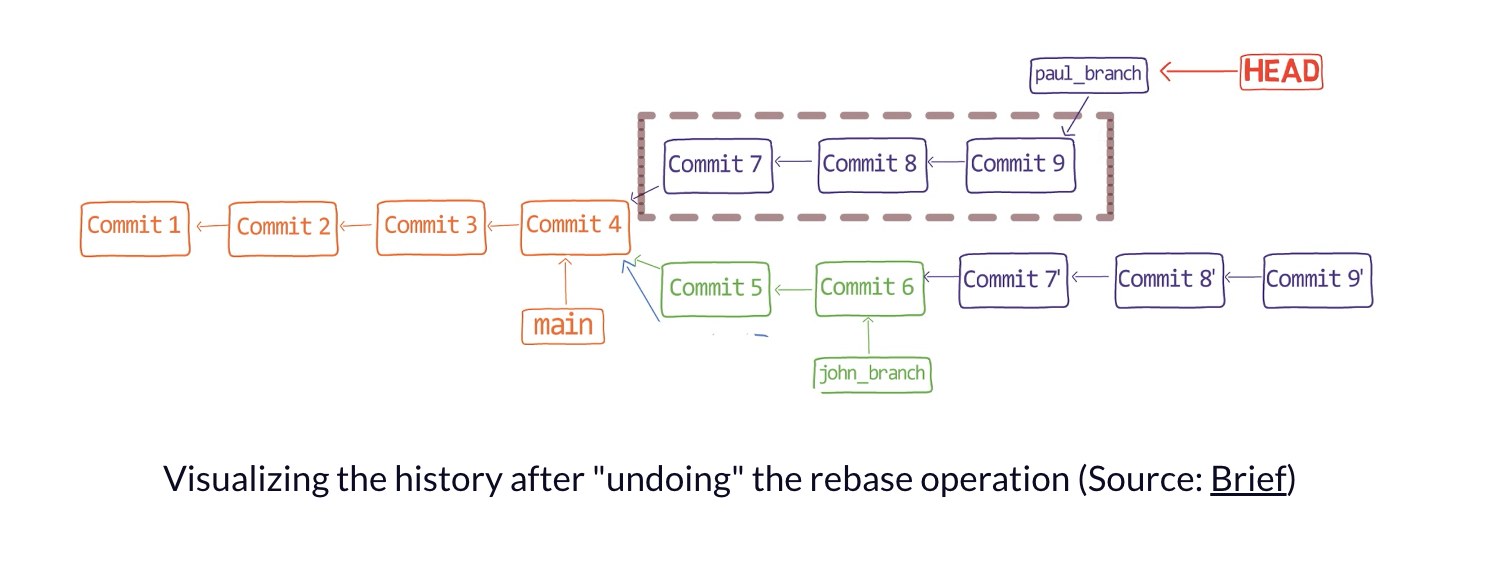 paul_branch HEAD
Commit 7 Commit 8 Commit 9
Commit 1 Commit 2 Commit 3 Commit 4
Commit 5 Commit 6 Commit 7' Commit 8' Commit 9'
main
john_branch
Visualizing the history after "undoing" the rebase operation (Source: Brief)